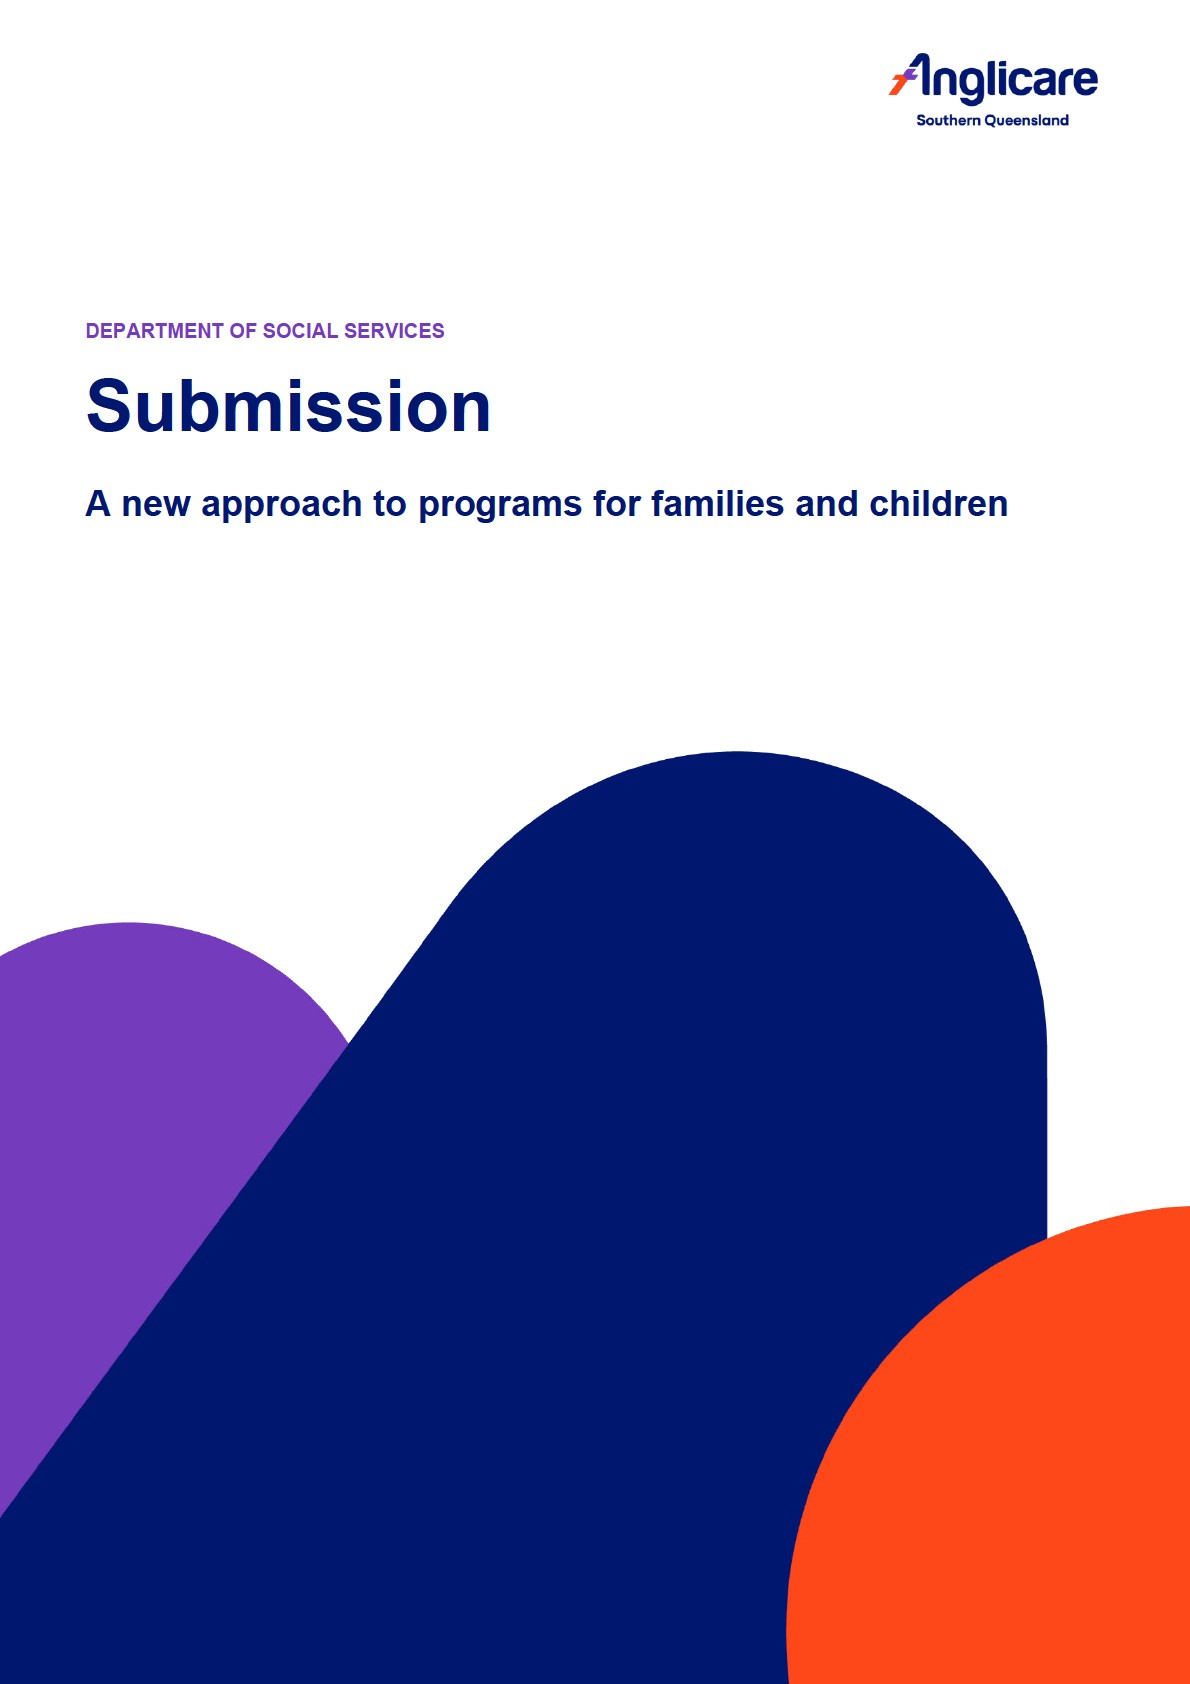 Anglicare
Southern Queensland
DEPARTMENT OF SOCIAL SERVICES
Submission
A new approach to programs for families and children